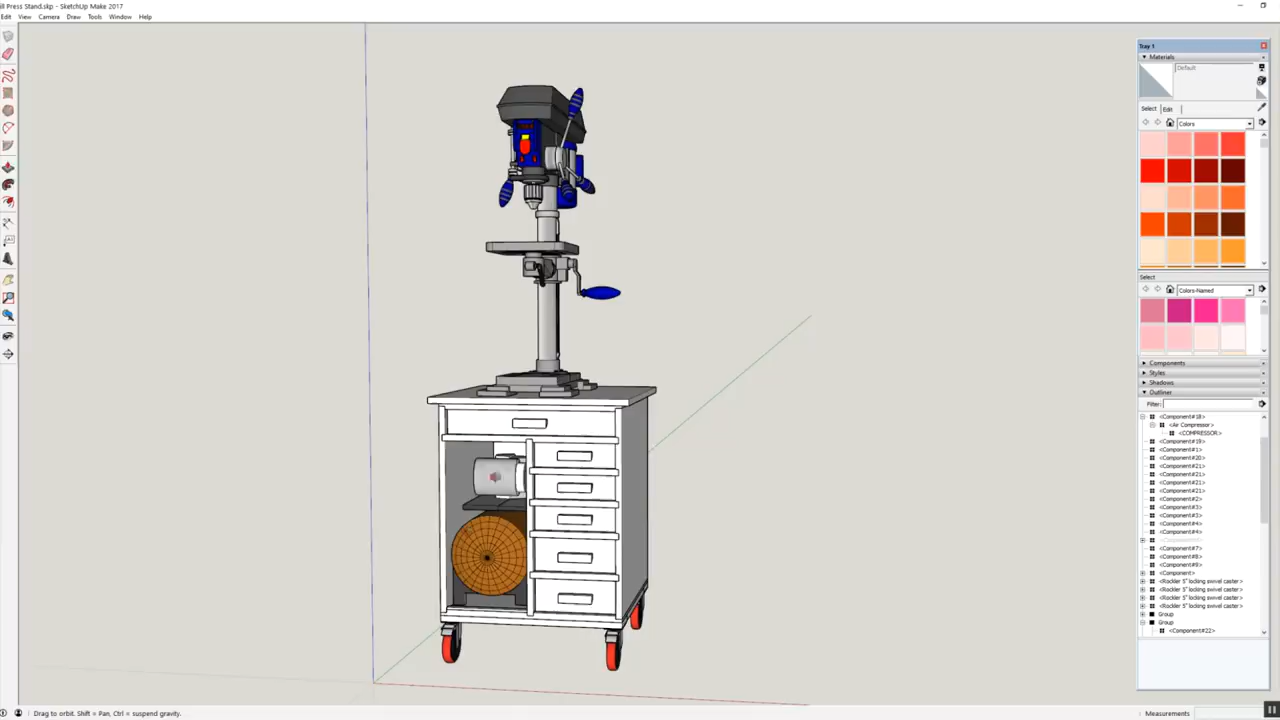 ill Press Stand.skp - SketchUp Make 2017
Edit View Camera Draw Tools Window Help
Tray 1
Materials
Default
Select Edit
Colors
Select
Colors-Named
Components
Styles
Shadows
Outliner
Filter:
<Component#18>
<Air Compressor>
<COMPRESSOR>
<Component#19>
<Component#1>
<Component#20>
<Component#21>
<Component#21>
<Component#21>
<Component#21>
<Component#2>
<Component#3>
<Component#3>
<Component#4>
<Component#4>
<Component#7>
<Component#8>
<Component#9>
<Component>
<Rockler 5" locking swivel caster>
<Rockler 5" locking swivel caster>
<Rockler 5" locking swivel caster>
<Rockler 5" locking swivel caster>
Group
Group
<Component#22>
Drag to orbit. Shift = Pan, Ctrl = suspend gravity.
Measurements